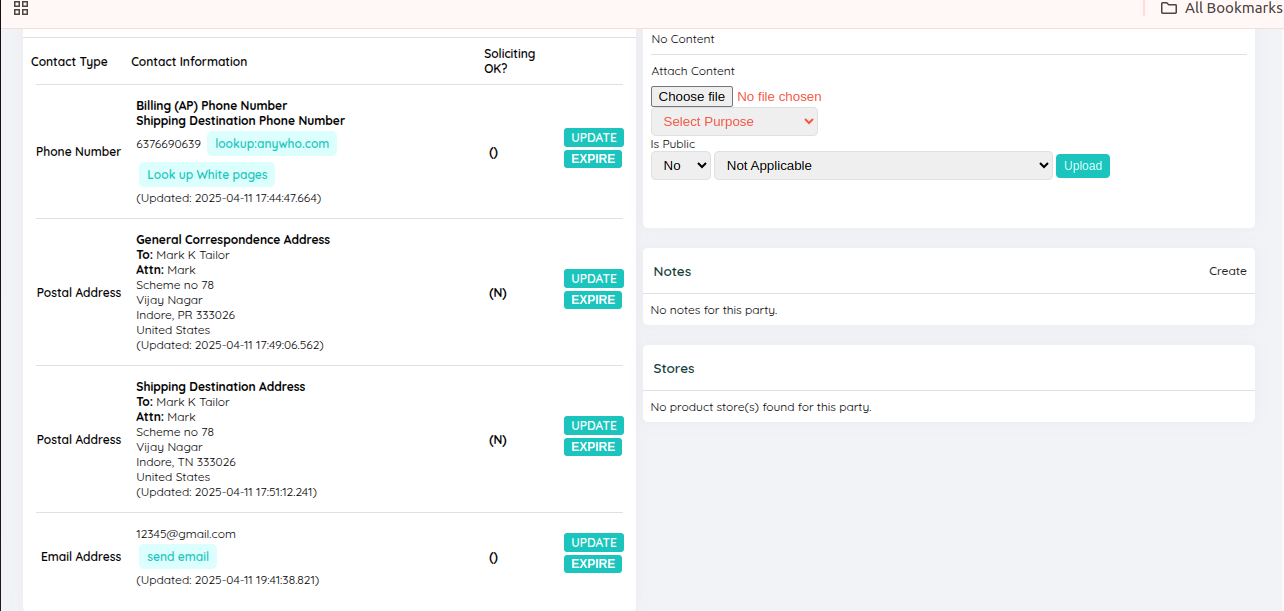 All Bookmarks
Contact Type Contact Information Soliciting OK?
Billing (AP) Phone Number
Shipping Destination Phone Number
Phone Number 6376690639 lookup:anywho.com () UPDATE
EXPIRE
Look up White pages
(Updated: 2025-04-11 17:44:47.664)
General Correspondence Address
To: Mark K Tailor
Attn: Mark
Scheme no 78
Postal Address Vijay Nagar (N) UPDATE
EXPIRE
Indore, PR 333026
United States
(Updated: 2025-04-11 17:49:06.562)
Shipping Destination Address
To: Mark K Tailor
Attn: Mark
Scheme no 78
Postal Address Vijay Nagar (N) UPDATE
EXPIRE
Indore, TN 333026
United States
(Updated: 2025-04-11 17:51:12.241)
12345@gmail.com
Email Address send email () UPDATE
EXPIRE
(Updated: 2025-04-11 19:41:38.821)
No Content
Attach Content
Choose file No file chosen
Select Purpose
Is Public
No Not Applicable Upload
Notes Create
No notes for this party.
Stores
No product store(s) found for this party.